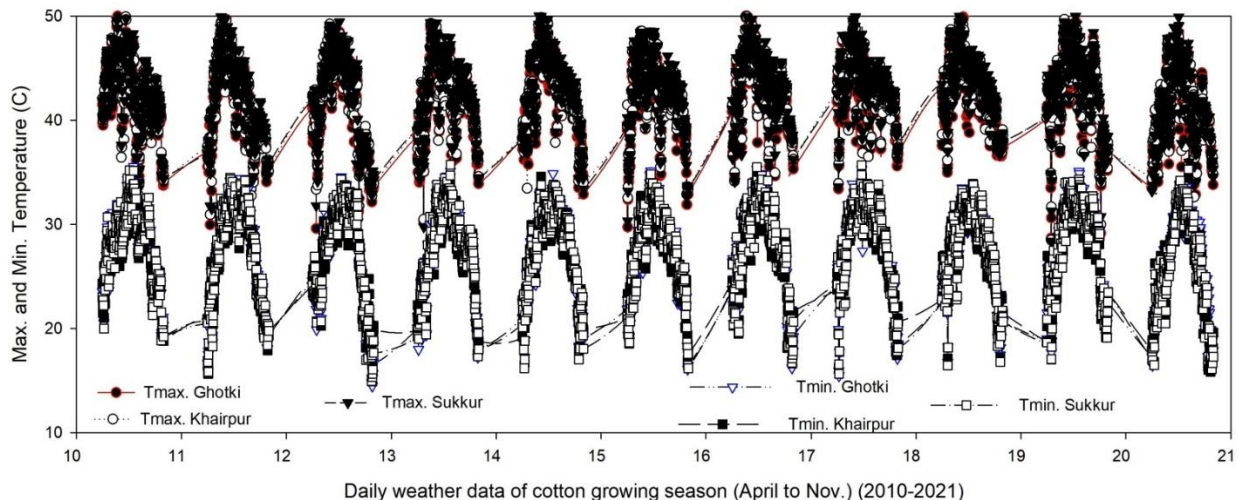 50
40
30
20
10
Max. and Min. Temperature (C)
Tmax. Ghotki
Tmax. Khairpur
Tmax. Sukkur
Tmin. Ghotki
Tmin. Khairpur
Tmin. Sukkur
10 11 12 13 14 15 16 17 18 19 20 21
Daily weather data of cotton growing season (April to Nov.) (2010-2021)